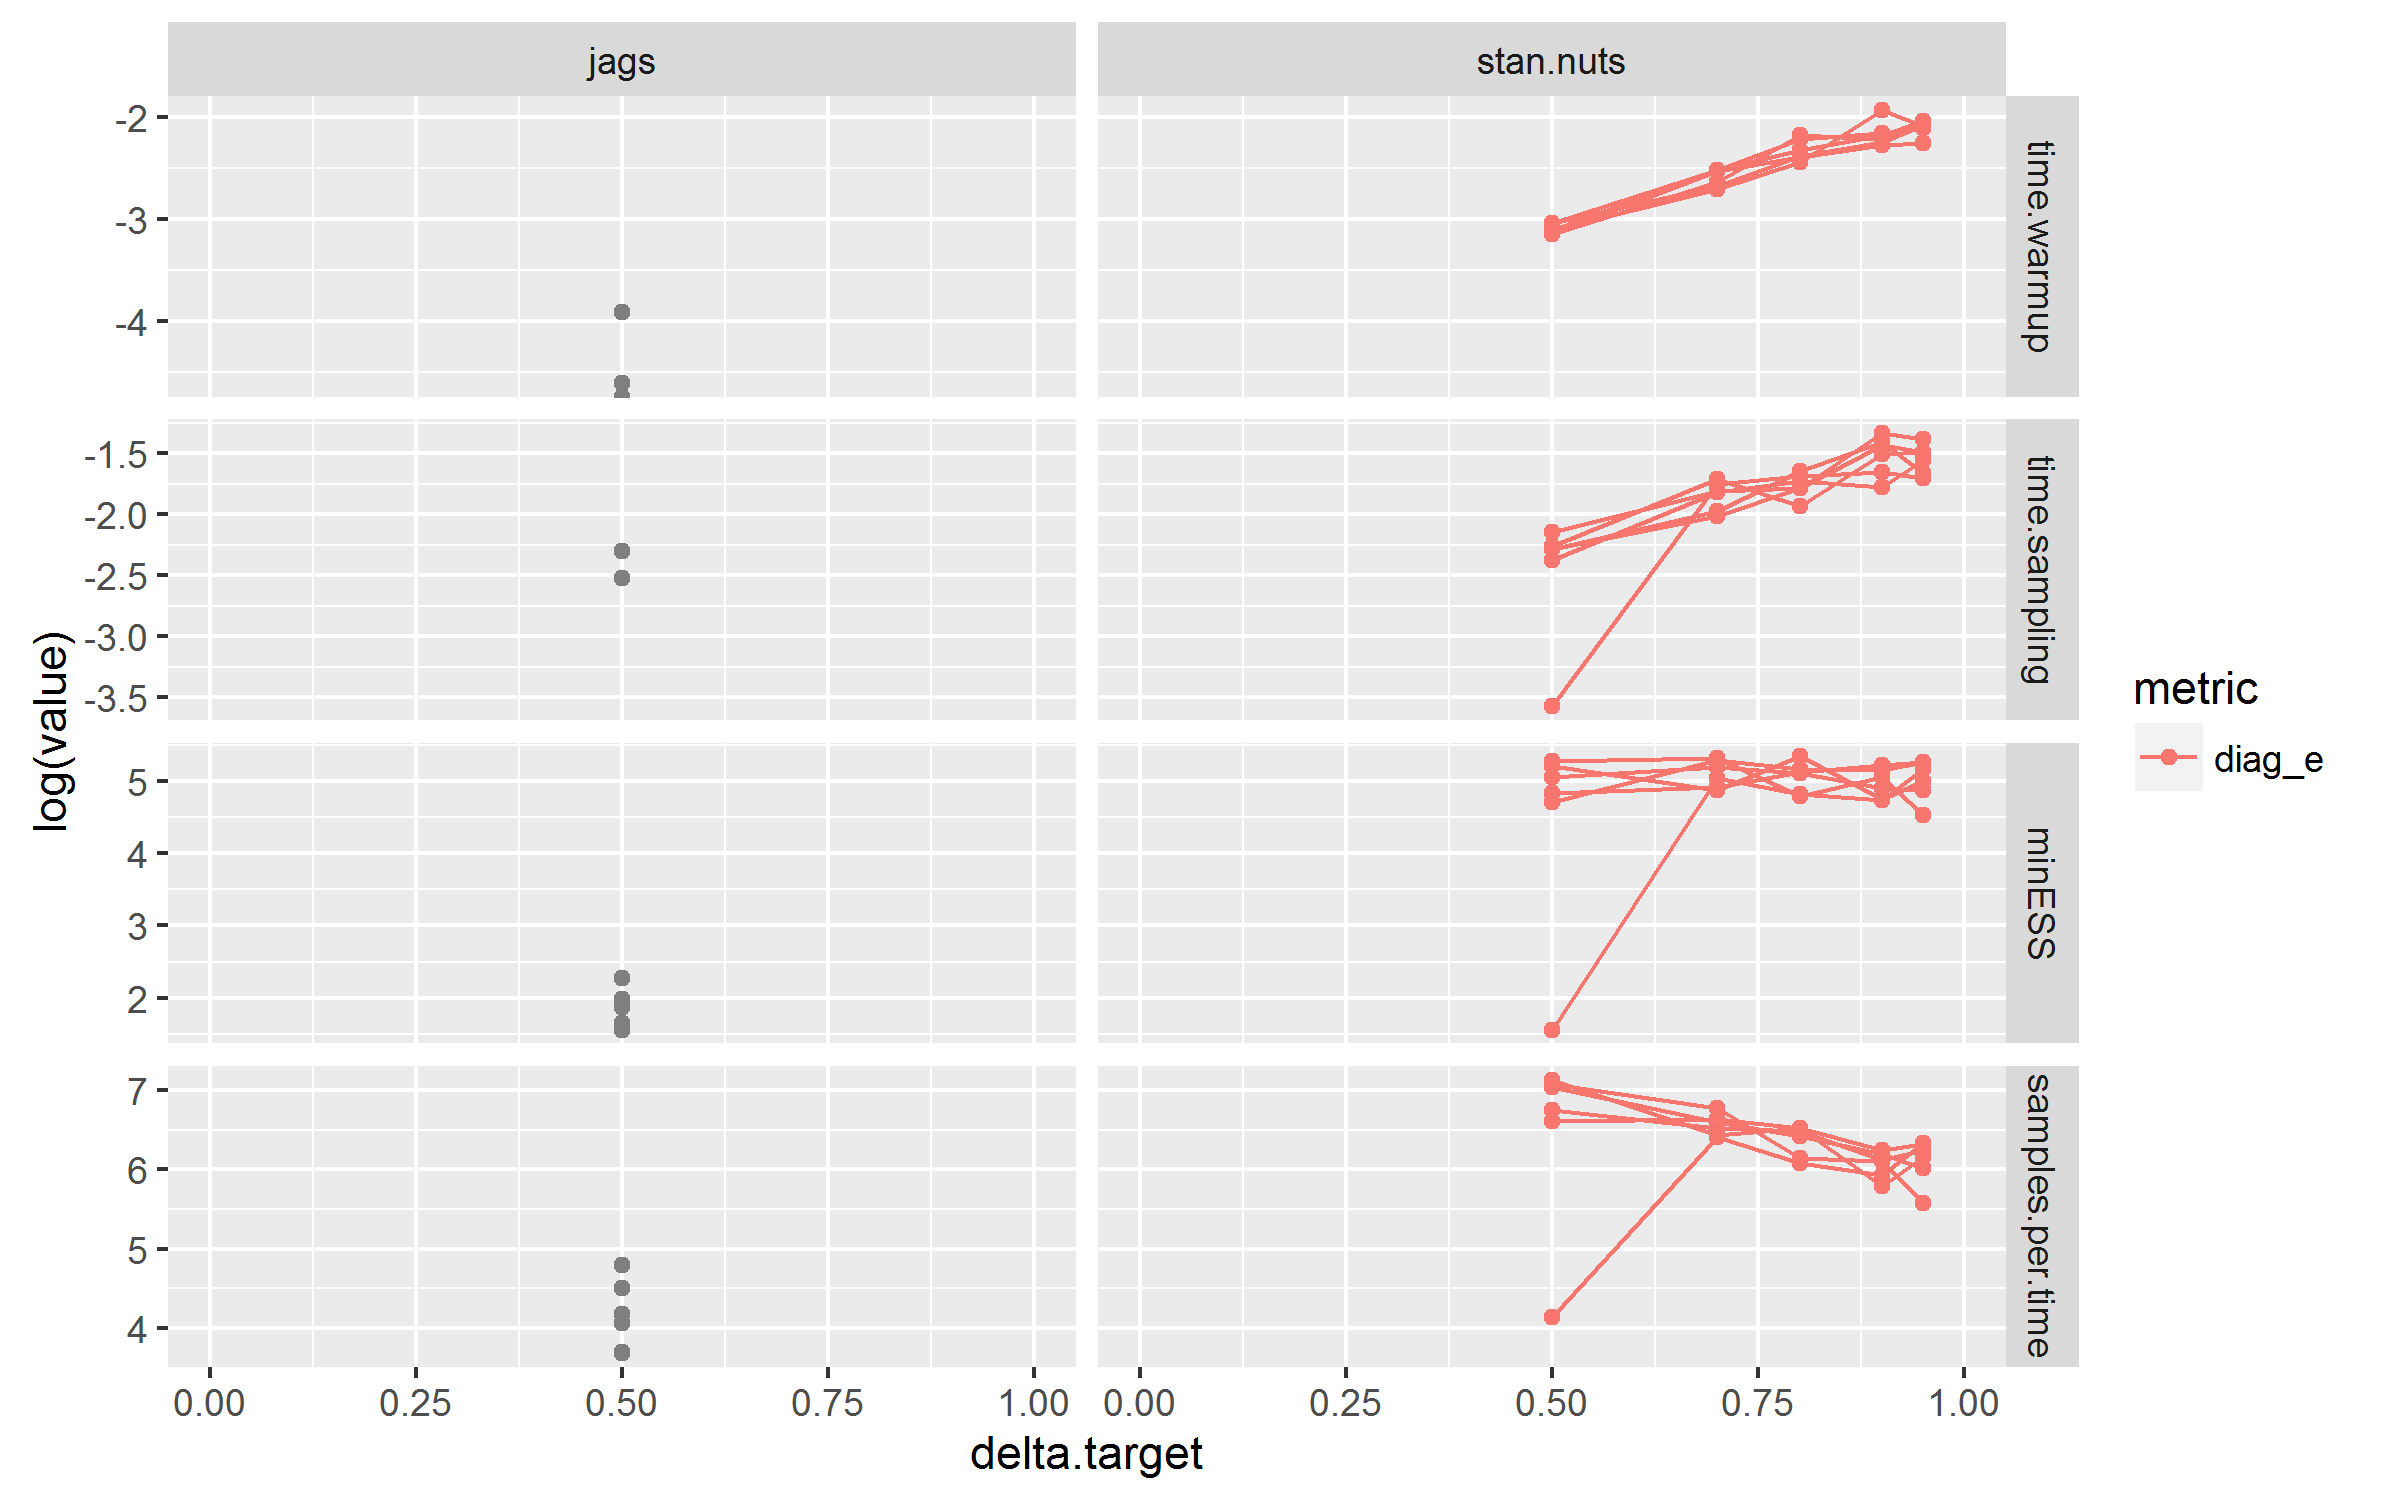 jags
stan.nuts
-2
-3
-4
time.warmup
-1.5
-2.0
-2.5
-3.0
-3.5
time.sampling
5
4
3
2
minESS
7
6
5
4
samples.per.time
log(value)
0.00 0.25 0.50 0.75 1.00
0.00 0.25 0.50 0.75 1.00
delta.target
metric
diag_e